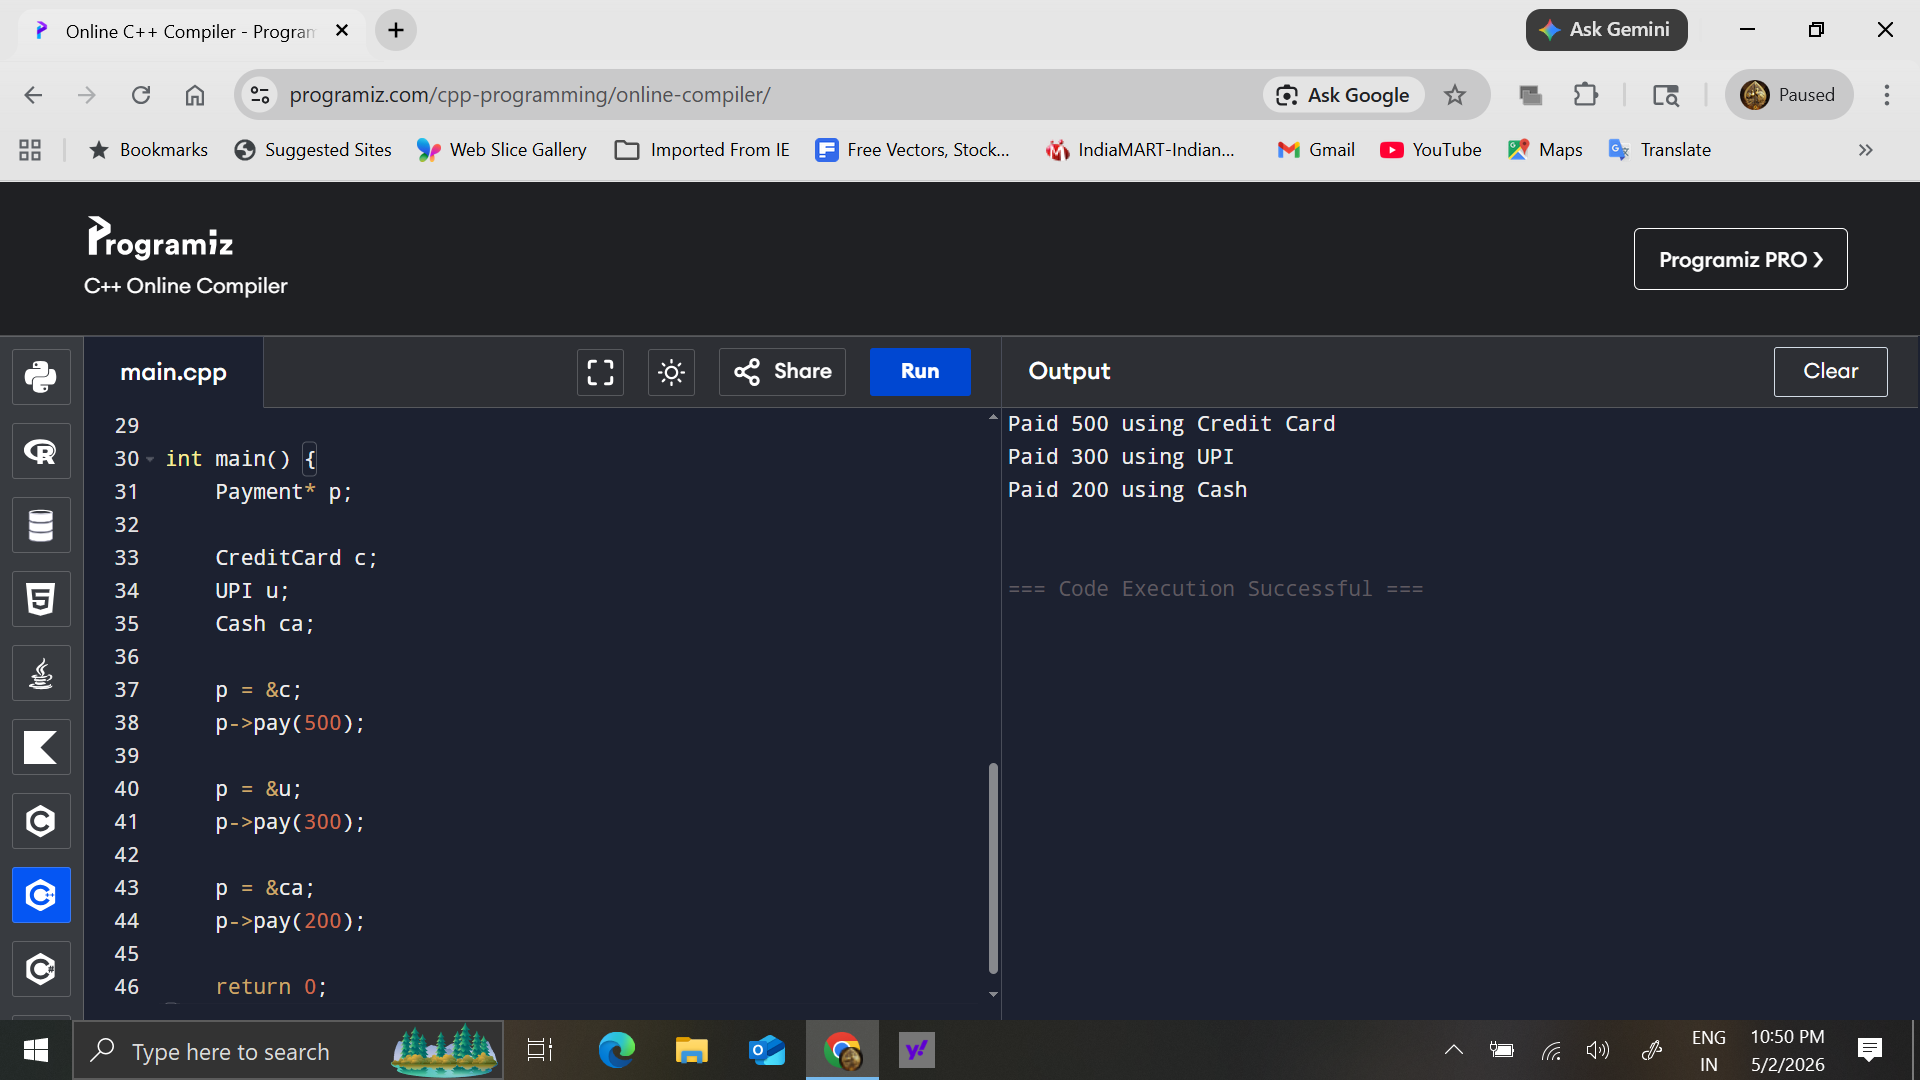 Online C++ Compiler - Program
Ask Gemini
programiz.com/cpp-programming/online-compiler/
Ask Google
Paused
Bookmarks
Suggested Sites
Web Slice Gallery
Imported From IE
Free Vectors, Stock...
IndiaMART-Indian...
Gmail
YouTube
Maps
Translate
Programiz
C++ Online Compiler
Programiz PRO
main.cpp
Share
Run
Output
Clear
29
30 int main() {
31 Payment* p;
32
33 CreditCard c;
34 UPI u;
35 Cash ca;
36
37 p = &c;
38 p->pay(500);
39
40 p = &u;
41 p->pay(300);
42
43 p = &ca;
44 p->pay(200);
45
46 return 0;
Paid 500 using Credit Card
Paid 300 using UPI
Paid 200 using Cash
=== Code Execution Successful ===
Type here to search
ENG
IN
10:50 PM
5/2/2026